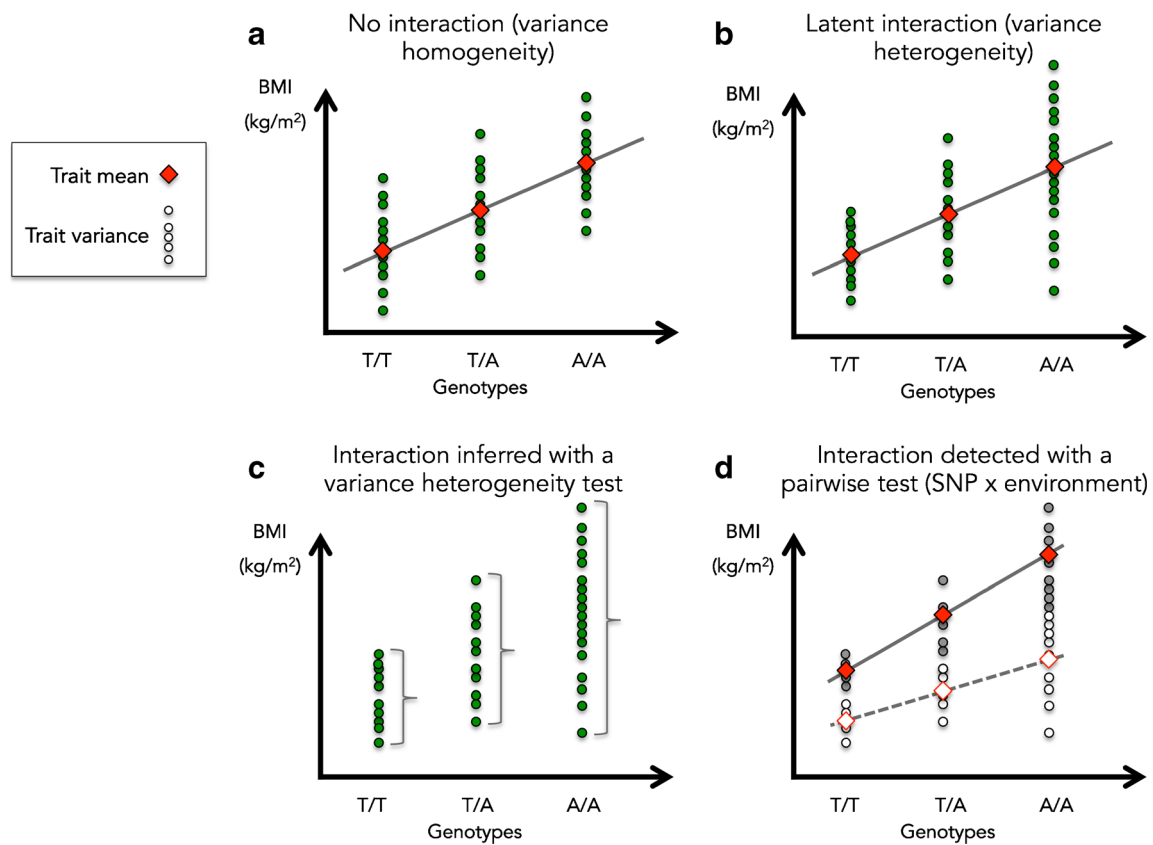 Trait mean
Trait variance
a
No interaction (variance
homogeneity)
BMI
(kg/m²)
T/T T/A A/A
Genotypes
b
Latent interaction (variance
heterogeneity)
BMI
(kg/m²)
T/T T/A A/A
Genotypes
c
Interaction inferred with a
variance heterogeneity test
BMI
(kg/m²)
T/T T/A A/A
Genotypes
d
Interaction detected with a
pairwise test (SNP x environment)
BMI
(kg/m²)
T/T T/A A/A
Genotypes